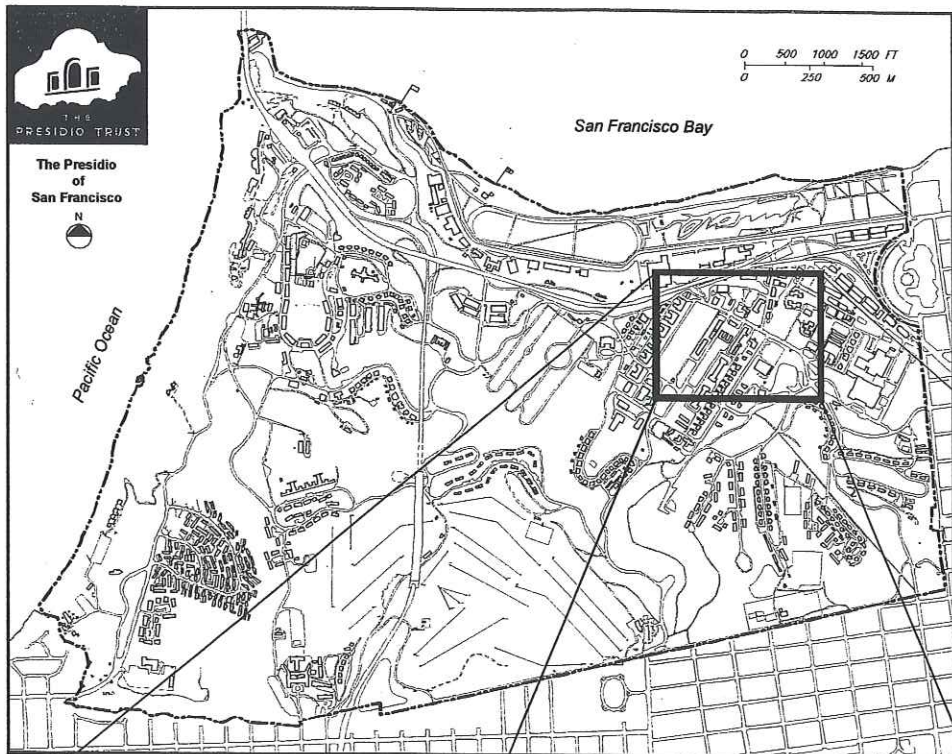 THE
PRESIDIO TRUST
The Presidio
of
San Francisco
N
0 500 1000 1500 FT
0 250 500 M
San Francisco Bay
Pacific Ocean